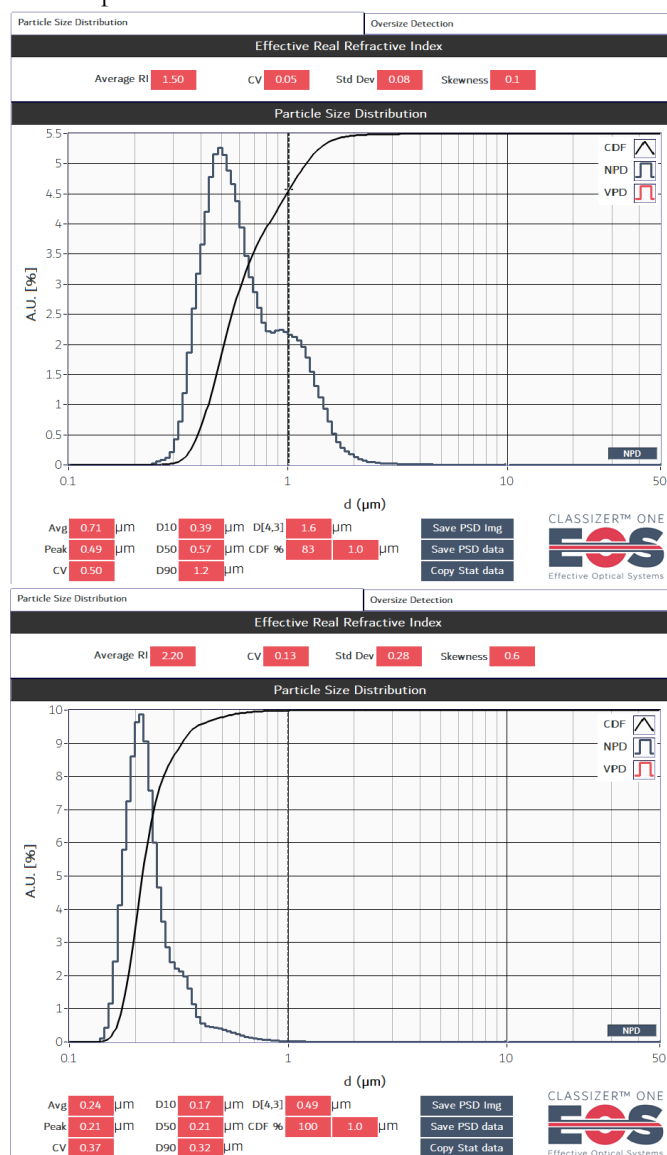 Particle Size Distribution Oversize Detection
Effective Real Refractive Index
Average RI 1.50 CV 0.05 Std Dev 0.08 Skewness 0.1
Particle Size Distribution
5.5
5
4.5
4
3.5
3
2.5
2
1.5
1
0.5
0
A.U. [%]
CDF
NPD
VPD
NPD
0.1 1 10 50
d (μm)
Avg 0.71 μm D10 0.39 μm D[4,3] 1.6 μm Save PSD Img
Peak 0.49 μm D50 0.57 μm CDF % 83 1.0 μm Save PSD data
CV 0.50 D90 1.2 μm Copy Stat data
CLASSIZER™ ONE
EOS
Effective Optical Systems
Particle Size Distribution Oversize Detection
Effective Real Refractive Index
Average RI 2.20 CV 0.13 Std Dev 0.28 Skewness 0.6
Particle Size Distribution
10
9
8
7
6
5
4
3
2
1
0
A.U. [%]
CDF
NPD
VPD
NPD
0.1 1 10 50
d (μm)
Avg 0.24 μm D10 0.17 μm D[4,3] 0.49 μm Save PSD Img
Peak 0.21 μm D50 0.21 μm CDF % 100 1.0 μm Save PSD data
CV 0.37 D90 0.32 μm Copy Stat data
CLASSIZER™ ONE
EOS
Effective Optical Systems